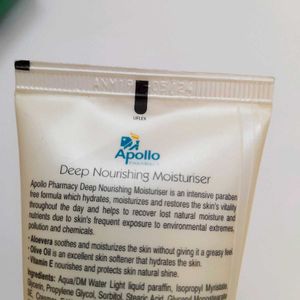 UFLEX
Apollo
PHARMACY
Deep Nourishing Moisturiser
Apollo Pharmacy Deep Nourishing Moisturiser is an intensive paraben
free formula which hydrates, moisturizes and restores the skin's vitality
throughout the day and helps to recover lost natural moisture and
nutrients due to skin's frequent exposure to environmental extremes,
pollution and chemicals.
• Aloevera soothes and moisturizes the skin without giving it a greasy feel
• Olive Oil is an excellent skin softener that hydrates the skin.
• Vitamin E nourishes and protects skin natural shine.
Ingredients: Aqua/DM Water Light liquid paraffin, Isopropyl Myristate,
Glycerin, Propylene Glycol, Sorbitol, Stearic Acid, Glyceryl Monostearate